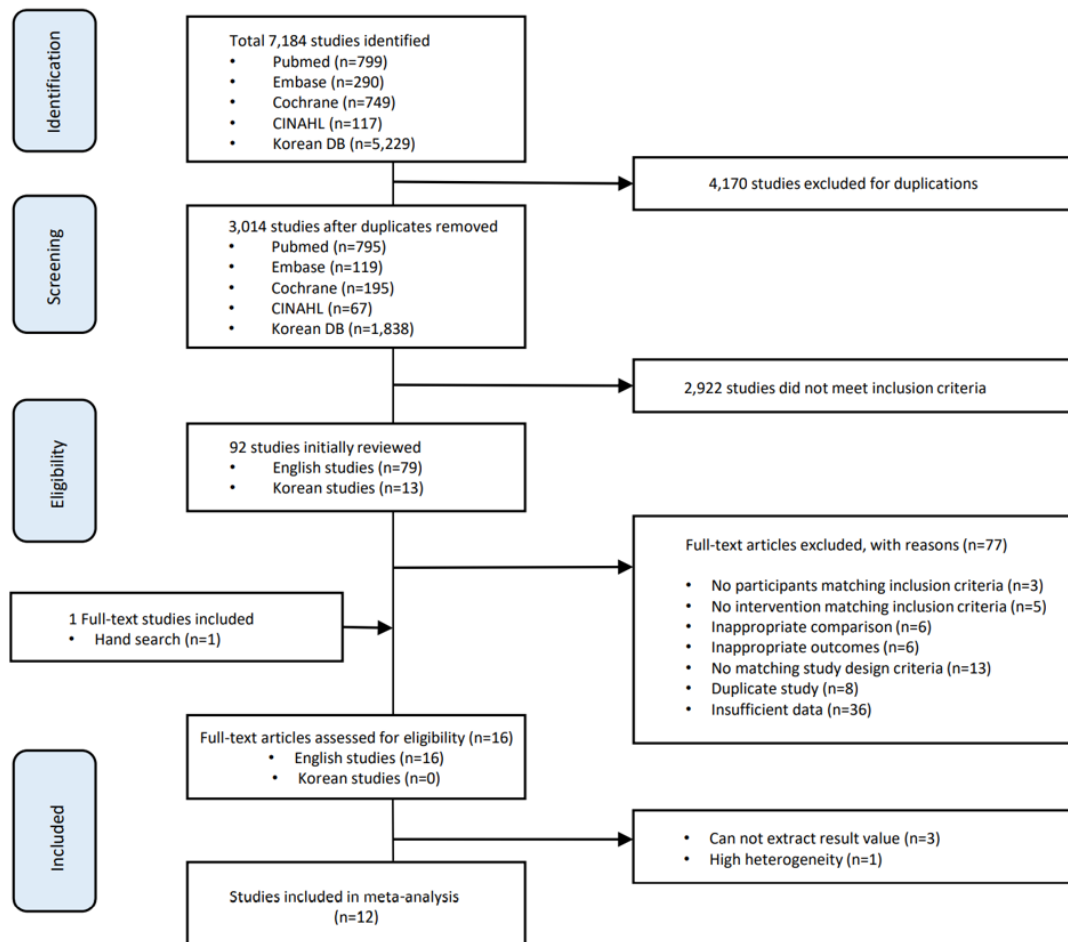 Identification
Total 7,184 studies identified
• Pubmed (n=799)
• Embase (n=290)
• Cochrane (n=749)
• CINAHL (n=117)
• Korean DB (n=5,229)
4,170 studies excluded for duplications
Screening
3,014 studies after duplicates removed
• Pubmed (n=795)
• Embase (n=119)
• Cochrane (n=195)
• CINAHL (n=67)
• Korean DB (n=1,838)
2,922 studies did not meet inclusion criteria
Eligibility
92 studies initially reviewed
• English studies (n=79)
• Korean studies (n=13)
Full-text articles excluded, with reasons (n=77)
• No participants matching inclusion criteria (n=3)
• No intervention matching inclusion criteria (n=5)
• Inappropriate comparison (n=6)
• Inappropriate outcomes (n=6)
• No matching study design criteria (n=13)
• Duplicate study (n=8)
• Insufficient data (n=36)
1 Full-text studies included
• Hand search (n=1)
Full-text articles assessed for eligibility (n=16)
• English studies (n=16)
• Korean studies (n=0)
Included
• Can not extract result value (n=3)
• High heterogeneity (n=1)
Studies included in meta-analysis
(n=12)